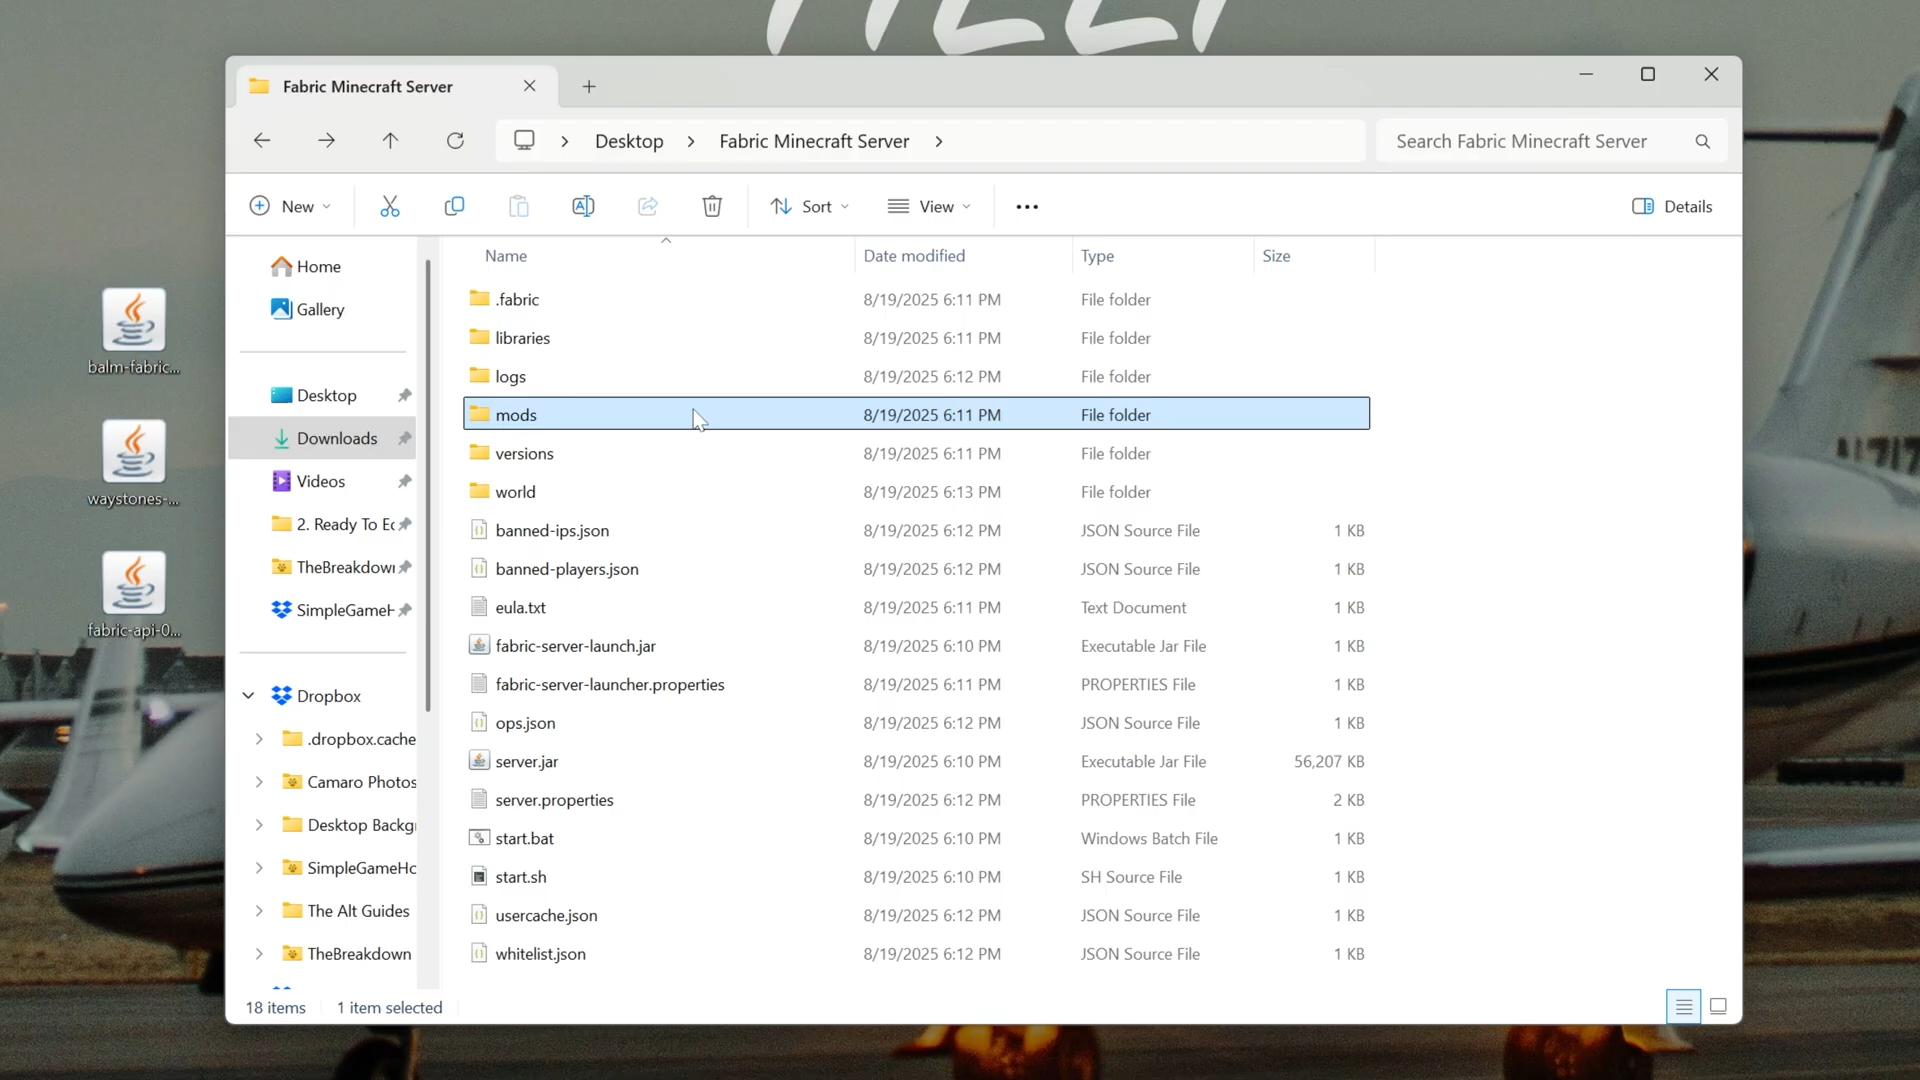 Fabric Minecraft Server
Desktop
Fabric Minecraft Server
Search Fabric Minecraft Server
New
Sort
View
Details
Name
Date modified
Type
Size
Home
Gallery
Desktop
Downloads
Videos
2. Ready To Ec
TheBreakdow
SimpleGameH
Dropbox
.dropbox.cache
Camaro Photos
Desktop Backg
SimpleGameHo
The Alt Guides
TheBreakdown
.fabric 8/19/2025 6:11 PM File folder
libraries 8/19/2025 6:11 PM File folder
logs 8/19/2025 6:12 PM File folder
mods 8/19/2025 6:11 PM File folder
versions 8/19/2025 6:11 PM File folder
world 8/19/2025 6:13 PM File folder
banned-ips.json 8/19/2025 6:12 PM JSON Source File 1 KB
banned-players.json 8/19/2025 6:12 PM JSON Source File 1 KB
eula.txt 8/19/2025 6:11 PM Text Document 1 KB
fabric-server-launch.jar 8/19/2025 6:10 PM Executable Jar File 1 KB
fabric-server-launcher.properties 8/19/2025 6:11 PM PROPERTIES File 1 KB
ops.json 8/19/2025 6:12 PM JSON Source File 1 KB
server.jar 8/19/2025 6:10 PM Executable Jar File 56,207 KB
server.properties 8/19/2025 6:12 PM PROPERTIES File 2 KB
start.bat 8/19/2025 6:10 PM Windows Batch File 1 KB
start.sh 8/19/2025 6:10 PM SH Source File 1 KB
usercache.json 8/19/2025 6:12 PM JSON Source File 1 KB
whitelist.json 8/19/2025 6:12 PM JSON Source File 1 KB
18 items
1 item selected
balm-fabric...
waystones-...
fabric-api-0...